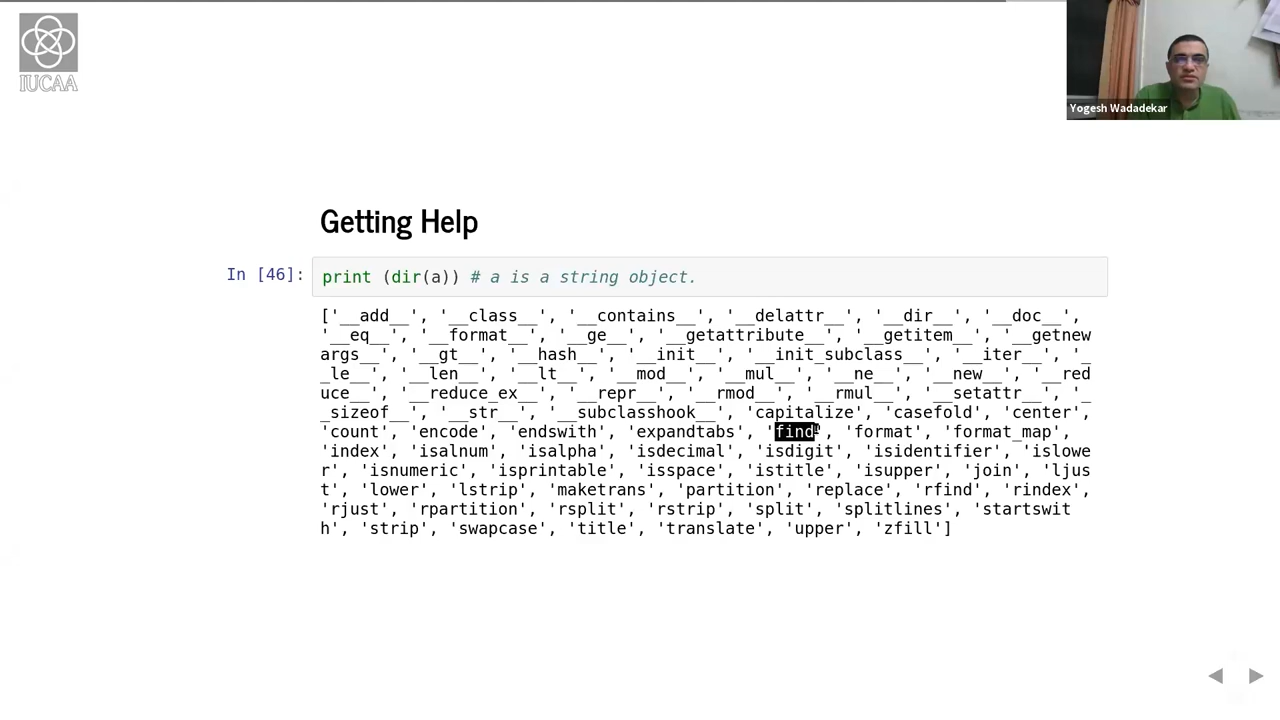 IUCAA
Yogesh Wadadekar
Getting Help
In [46]: print (dir(a)) # a is a string object.
['__add__', '__class__', '__contains__', '__delattr__', '__dir__', '__doc__',
'__eq__', '__format__', '__ge__', '__getattribute__', '__getitem__', '__getnew
args__', '__gt__', '__hash__', '__init__', '__init_subclass__', '__iter__', '_
_le__', '__len__', '__lt__', '__mod__', '__mul__', '__ne__', '__new__', '__red
uce__', '__reduce_ex__', '__repr__', '__rmod__', '__rmul__', '__setattr__', '_
_sizeof__', '__str__', '__subclasshook__', 'capitalize', 'casefold', 'center',
'count', 'encode', 'endswith', 'expandtabs', 'find', 'format', 'format_map',
'index', 'isalnum', 'isalpha', 'isdecimal', 'isdigit', 'isidentifier', 'islowe
r', 'isnumeric', 'isprintable', 'isspace', 'istitle', 'isupper', 'join', 'ljus
t', 'lower', 'lstrip', 'maketrans', 'partition', 'replace', 'rfind', 'rindex',
'rjust', 'rpartition', 'rsplit', 'rstrip', 'split', 'splitlines', 'startswit
h', 'strip', 'swapcase', 'title', 'translate', 'upper', 'zfill']